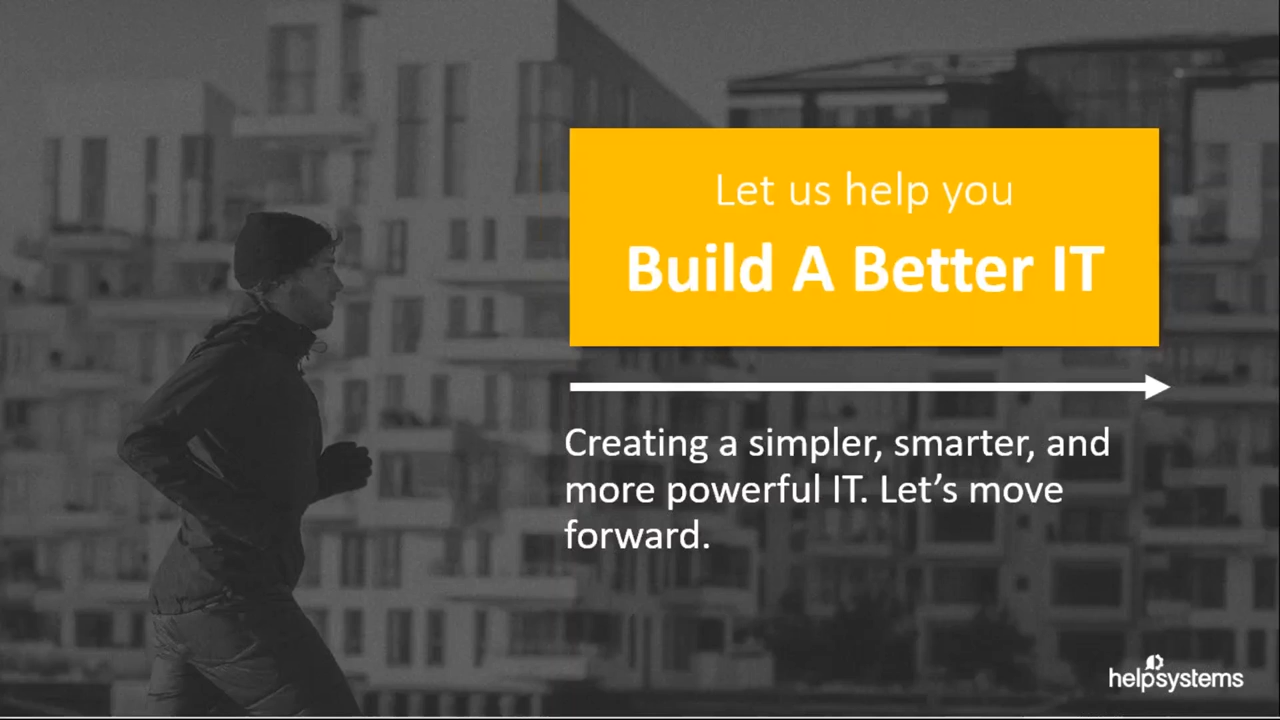 Let us help you
Build A Better IT
Creating a simpler, smarter, and
more powerful IT. Let’s move
forward.
helpsystems